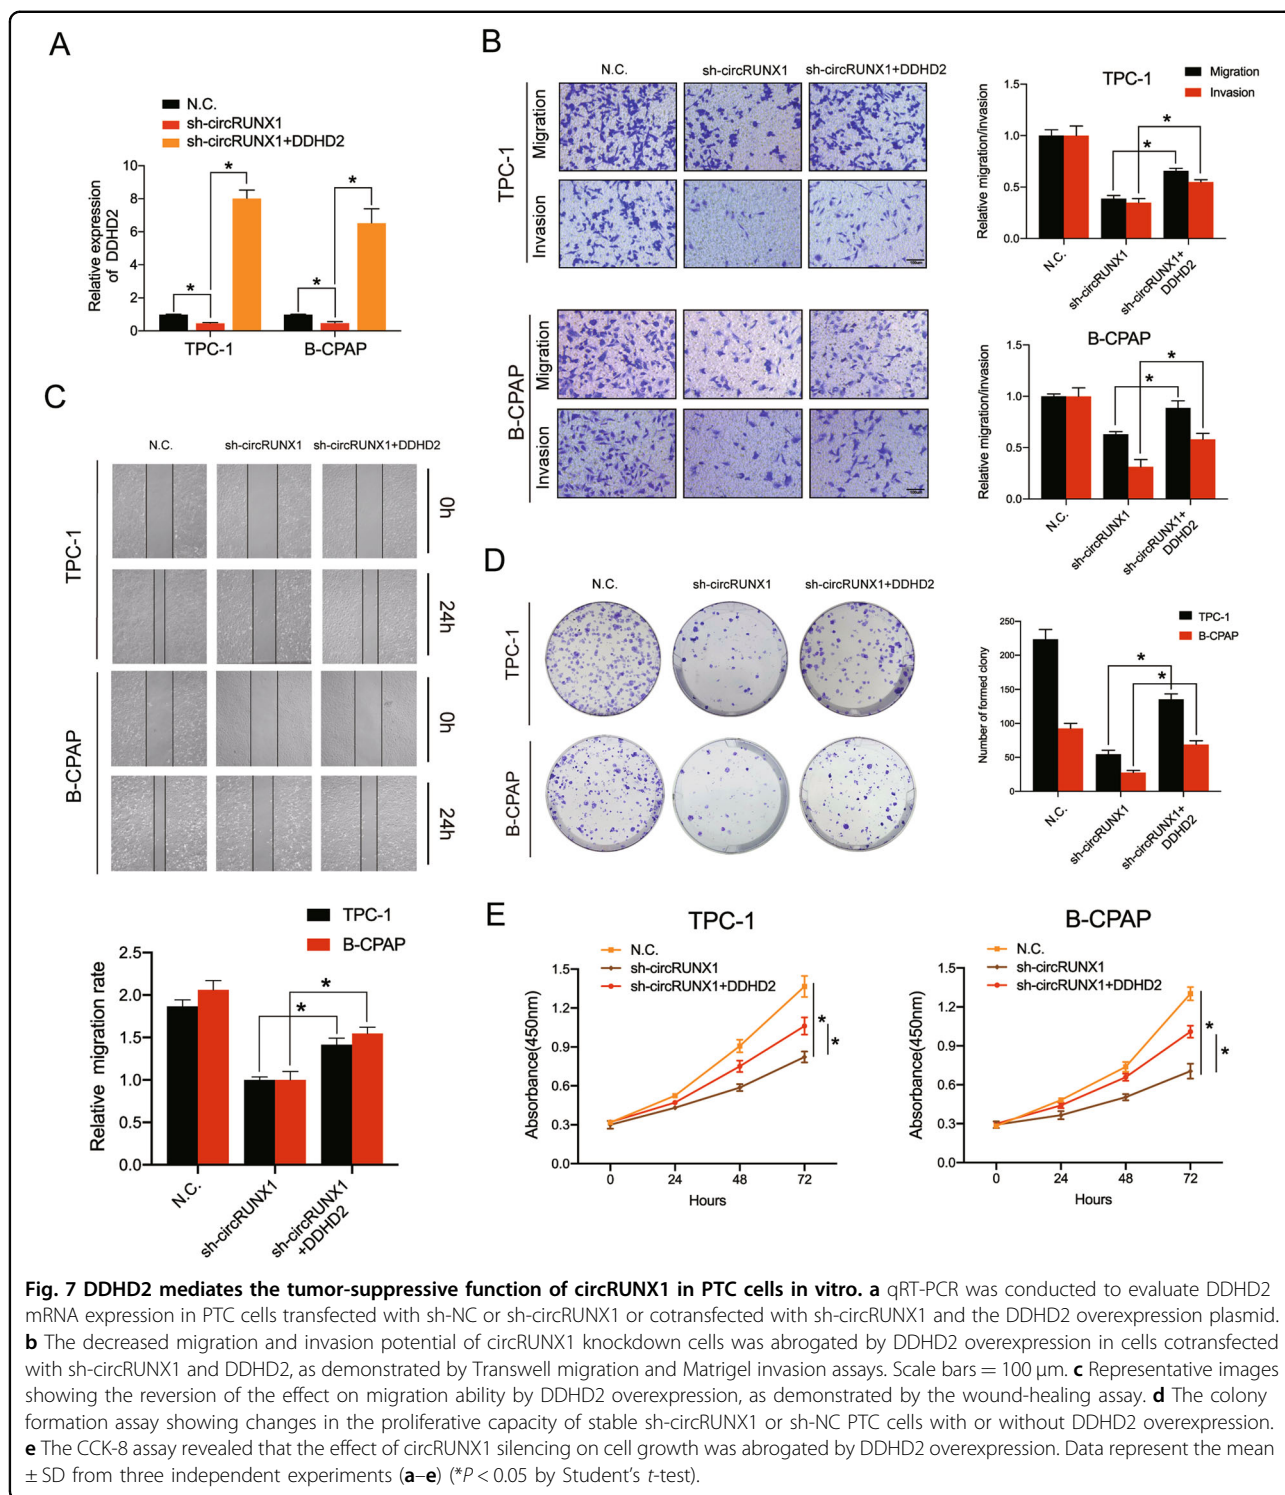 A
N.C.
sh-circRUNX1
sh-circRUNX1+DDHD2
Relative expression
of DDHD2
10
8
6
4
2
0
*
*
*
*
TPC-1
B-CPAP
B
N.C.
sh-circRUNX1
sh-circRUNX1+DDHD2
TPC-1
Migration
Invasion
100μm
B-CPAP
Migration
Invasion
100μm
TPC-1
Migration
Invasion
Relative migration/invasion
1.5
1.0
0.5
0.0
*
*
N.C.
sh-circRUNX1
sh-circRUNX1+
DDHD2
B-CPAP
Relative migration/invasion
1.5
1.0
0.5
0.0
*
*
N.C.
sh-circRUNX1
sh-circRUNX1+
DDHD2
C
N.C.
sh-circRUNX1
sh-circRUNX1+DDHD2
TPC-1
0h
24h
B-CPAP
0h
24h
TPC-1
B-CPAP
Relative migration rate
2.5
2.0
1.5
1.0
0.5
0.0
*
*
N.C.
sh-circRUNX1
sh-circRUNX1
+DDHD2
D
N.C.
sh-circRUNX1
sh-circRUNX1+DDHD2
TPC-1
B-CPAP
TPC-1
B-CPAP
Number of formed clony
250
200
150
100
50
0
*
*
N.C.
sh-circRUNX1
sh-circRUNX1+
DDHD2
E
TPC-1
N.C.
sh-circRUNX1
sh-circRUNX1+DDHD2
Absorbance(450nm)
1.5
1.2
0.9
0.6
0.3
0.0
*
*
0
24
48
72
Hours
B-CPAP
N.C.
sh-circRUNX1
sh-circRUNX1+DDHD2
Absorbance(450nm)
1.5
1.2
0.9
0.6
0.3
0.0
*
*
0
24
48
72
Hours
Fig. 7 DDHD2 mediates the tumor-suppressive function of circRUNX1 in PTC cells in vitro. a qRT-PCR was conducted to evaluate DDHD2
mRNA expression in PTC cells transfected with sh-NC or sh-circRUNX1 or cotransfected with sh-circRUNX1 and the DDHD2 overexpression plasmid.
b The decreased migration and invasion potential of circRUNX1 knockdown cells was abrogated by DDHD2 overexpression in cells cotransfected
with sh-circRUNX1 and DDHD2, as demonstrated by Transwell migration and Matrigel invasion assays. Scale bars = 100 μm. c Representative images
showing the reversion of the effect on migration ability by DDHD2 overexpression, as demonstrated by the wound-healing assay. d The colony
formation assay showing changes in the proliferative capacity of stable sh-circRUNX1 or sh-NC PTC cells with or without DDHD2 overexpression.
e The CCK-8 assay revealed that the effect of circRUNX1 silencing on cell growth was abrogated by DDHD2 overexpression. Data represent the mean
± SD from three independent experiments (a–e) (*P < 0.05 by Student's t-test).